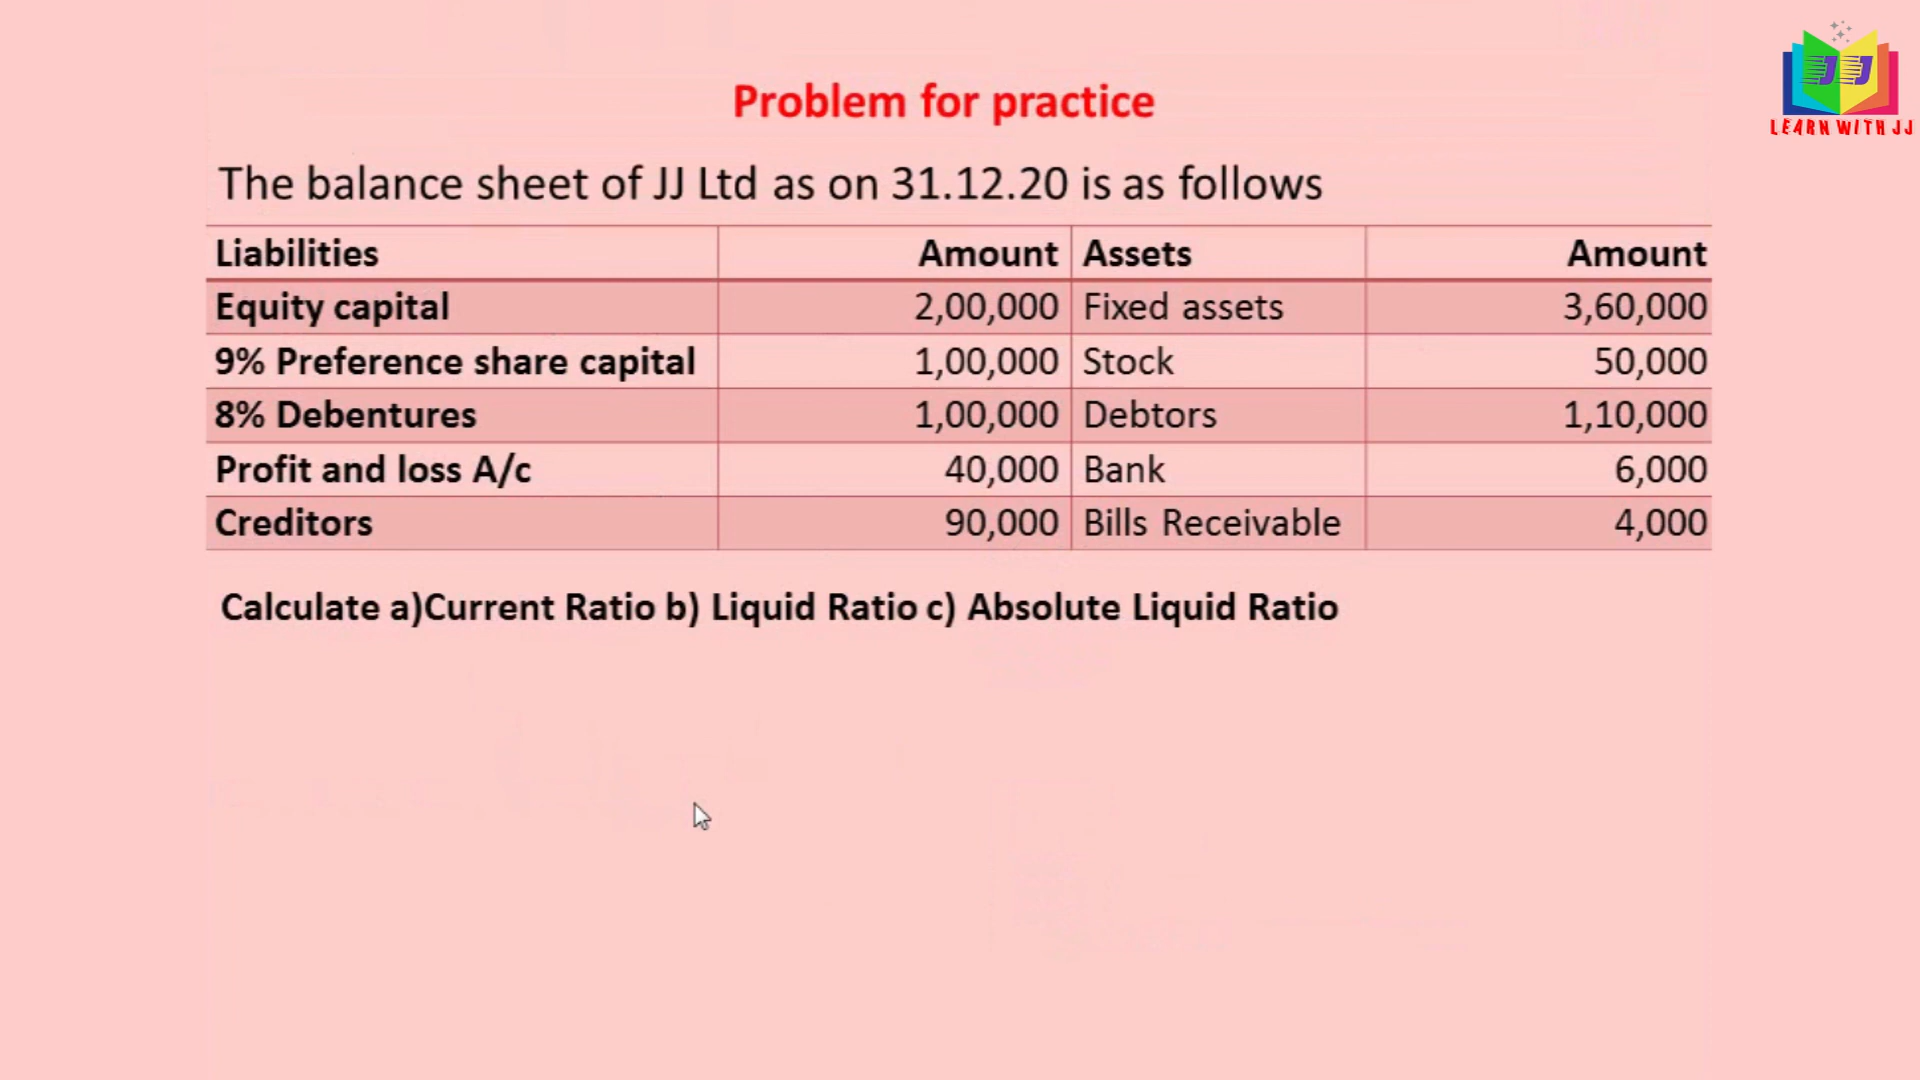 JJ
LEARN WITH JJ
Problem for practice
The balance sheet of JJ Ltd as on 31.12.20 is as follows
Liabilities Amount Assets Amount
Equity capital 2,00,000 Fixed assets 3,60,000
9% Preference share capital 1,00,000 Stock 50,000
8% Debentures 1,00,000 Debtors 1,10,000
Profit and loss A/c 40,000 Bank 6,000
Creditors 90,000 Bills Receivable 4,000
Calculate a)Current Ratio b) Liquid Ratio c) Absolute Liquid Ratio